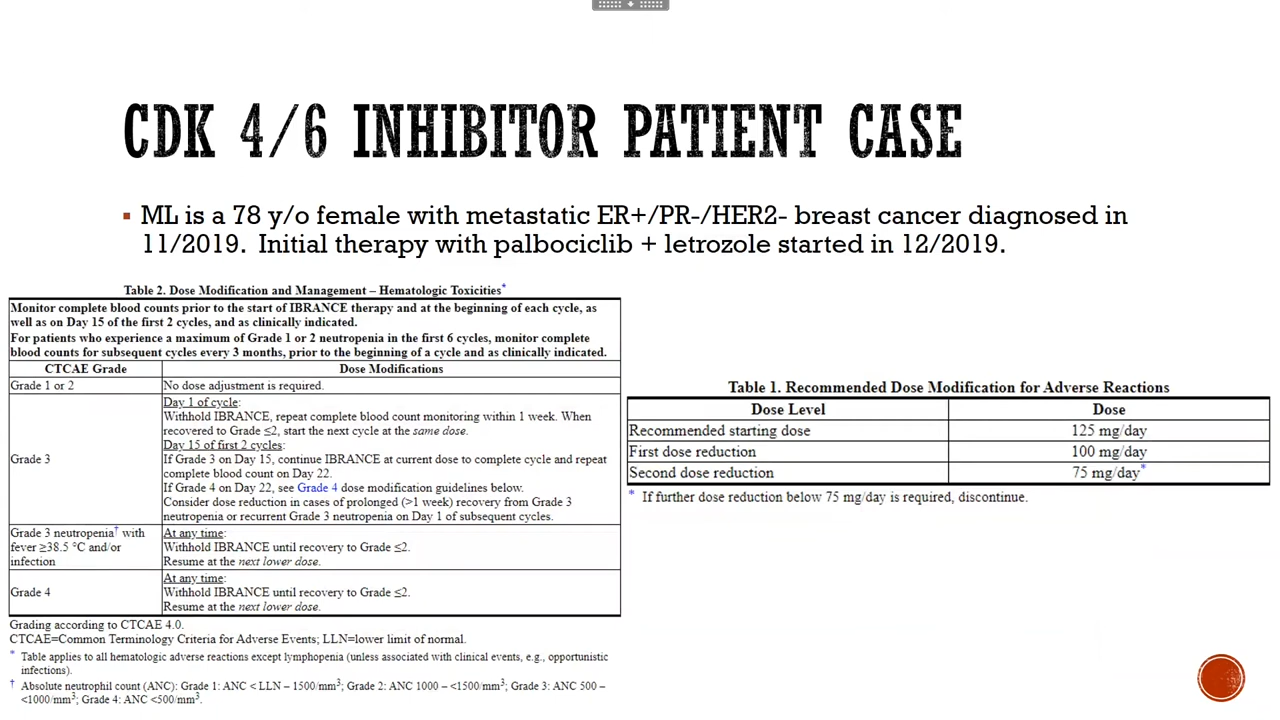 CDK 4/6 INHIBITOR PATIENT CASE
▪ ML is a 78 y/o female with metastatic ER+/PR-/HER2- breast cancer diagnosed in
11/2019. Initial therapy with palbociclib + letrozole started in 12/2019.
Table 2. Dose Modification and Management – Hematologic Toxicities*
Monitor complete blood counts prior to the start of IBRANCE therapy and at the beginning of each cycle, as
well as on Day 15 of the first 2 cycles, and as clinically indicated.
For patients who experience a maximum of Grade 1 or 2 neutropenia in the first 6 cycles, monitor complete
blood counts for subsequent cycles every 3 months, prior to the beginning of a cycle and as clinically indicated.
CTCAE Grade Dose Modifications
Grade 1 or 2 No dose adjustment is required.
Grade 3
Day 1 of cycle:
Withhold IBRANCE, repeat complete blood count monitoring within 1 week. When
recovered to Grade ≤2, start the next cycle at the same dose.
Day 15 of first 2 cycles:
If Grade 3 on Day 15, continue IBRANCE at current dose to complete cycle and repeat
complete blood count on Day 22.
If Grade 4 on Day 22, see Grade 4 dose modification guidelines below.
Consider dose reduction in cases of prolonged (>1 week) recovery from Grade 3
neutropenia or recurrent Grade 3 neutropenia on Day 1 of subsequent cycles.
Grade 3 neutropenia† with
fever ≥38.5 °C and/or
infection
At any time:
Withhold IBRANCE until recovery to Grade ≤2.
Resume at the next lower dose.
Grade 4
At any time:
Withhold IBRANCE until recovery to Grade ≤2.
Resume at the next lower dose.
Grading according to CTCAE 4.0.
CTCAE=Common Terminology Criteria for Adverse Events; LLN=lower limit of normal.
* Table applies to all hematologic adverse reactions except lymphopenia (unless associated with clinical events, e.g., opportunistic
infections).
† Absolute neutrophil count (ANC): Grade 1: ANC < LLN – 1500/mm³; Grade 2: ANC 1000 – <1500/mm³; Grade 3: ANC 500 –
<1000/mm³; Grade 4: ANC <500/mm³.
Table 1. Recommended Dose Modification for Adverse Reactions
Dose Level Dose
Recommended starting dose 125 mg/day
First dose reduction 100 mg/day
Second dose reduction 75 mg/day*
* If further dose reduction below 75 mg/day is required, discontinue.